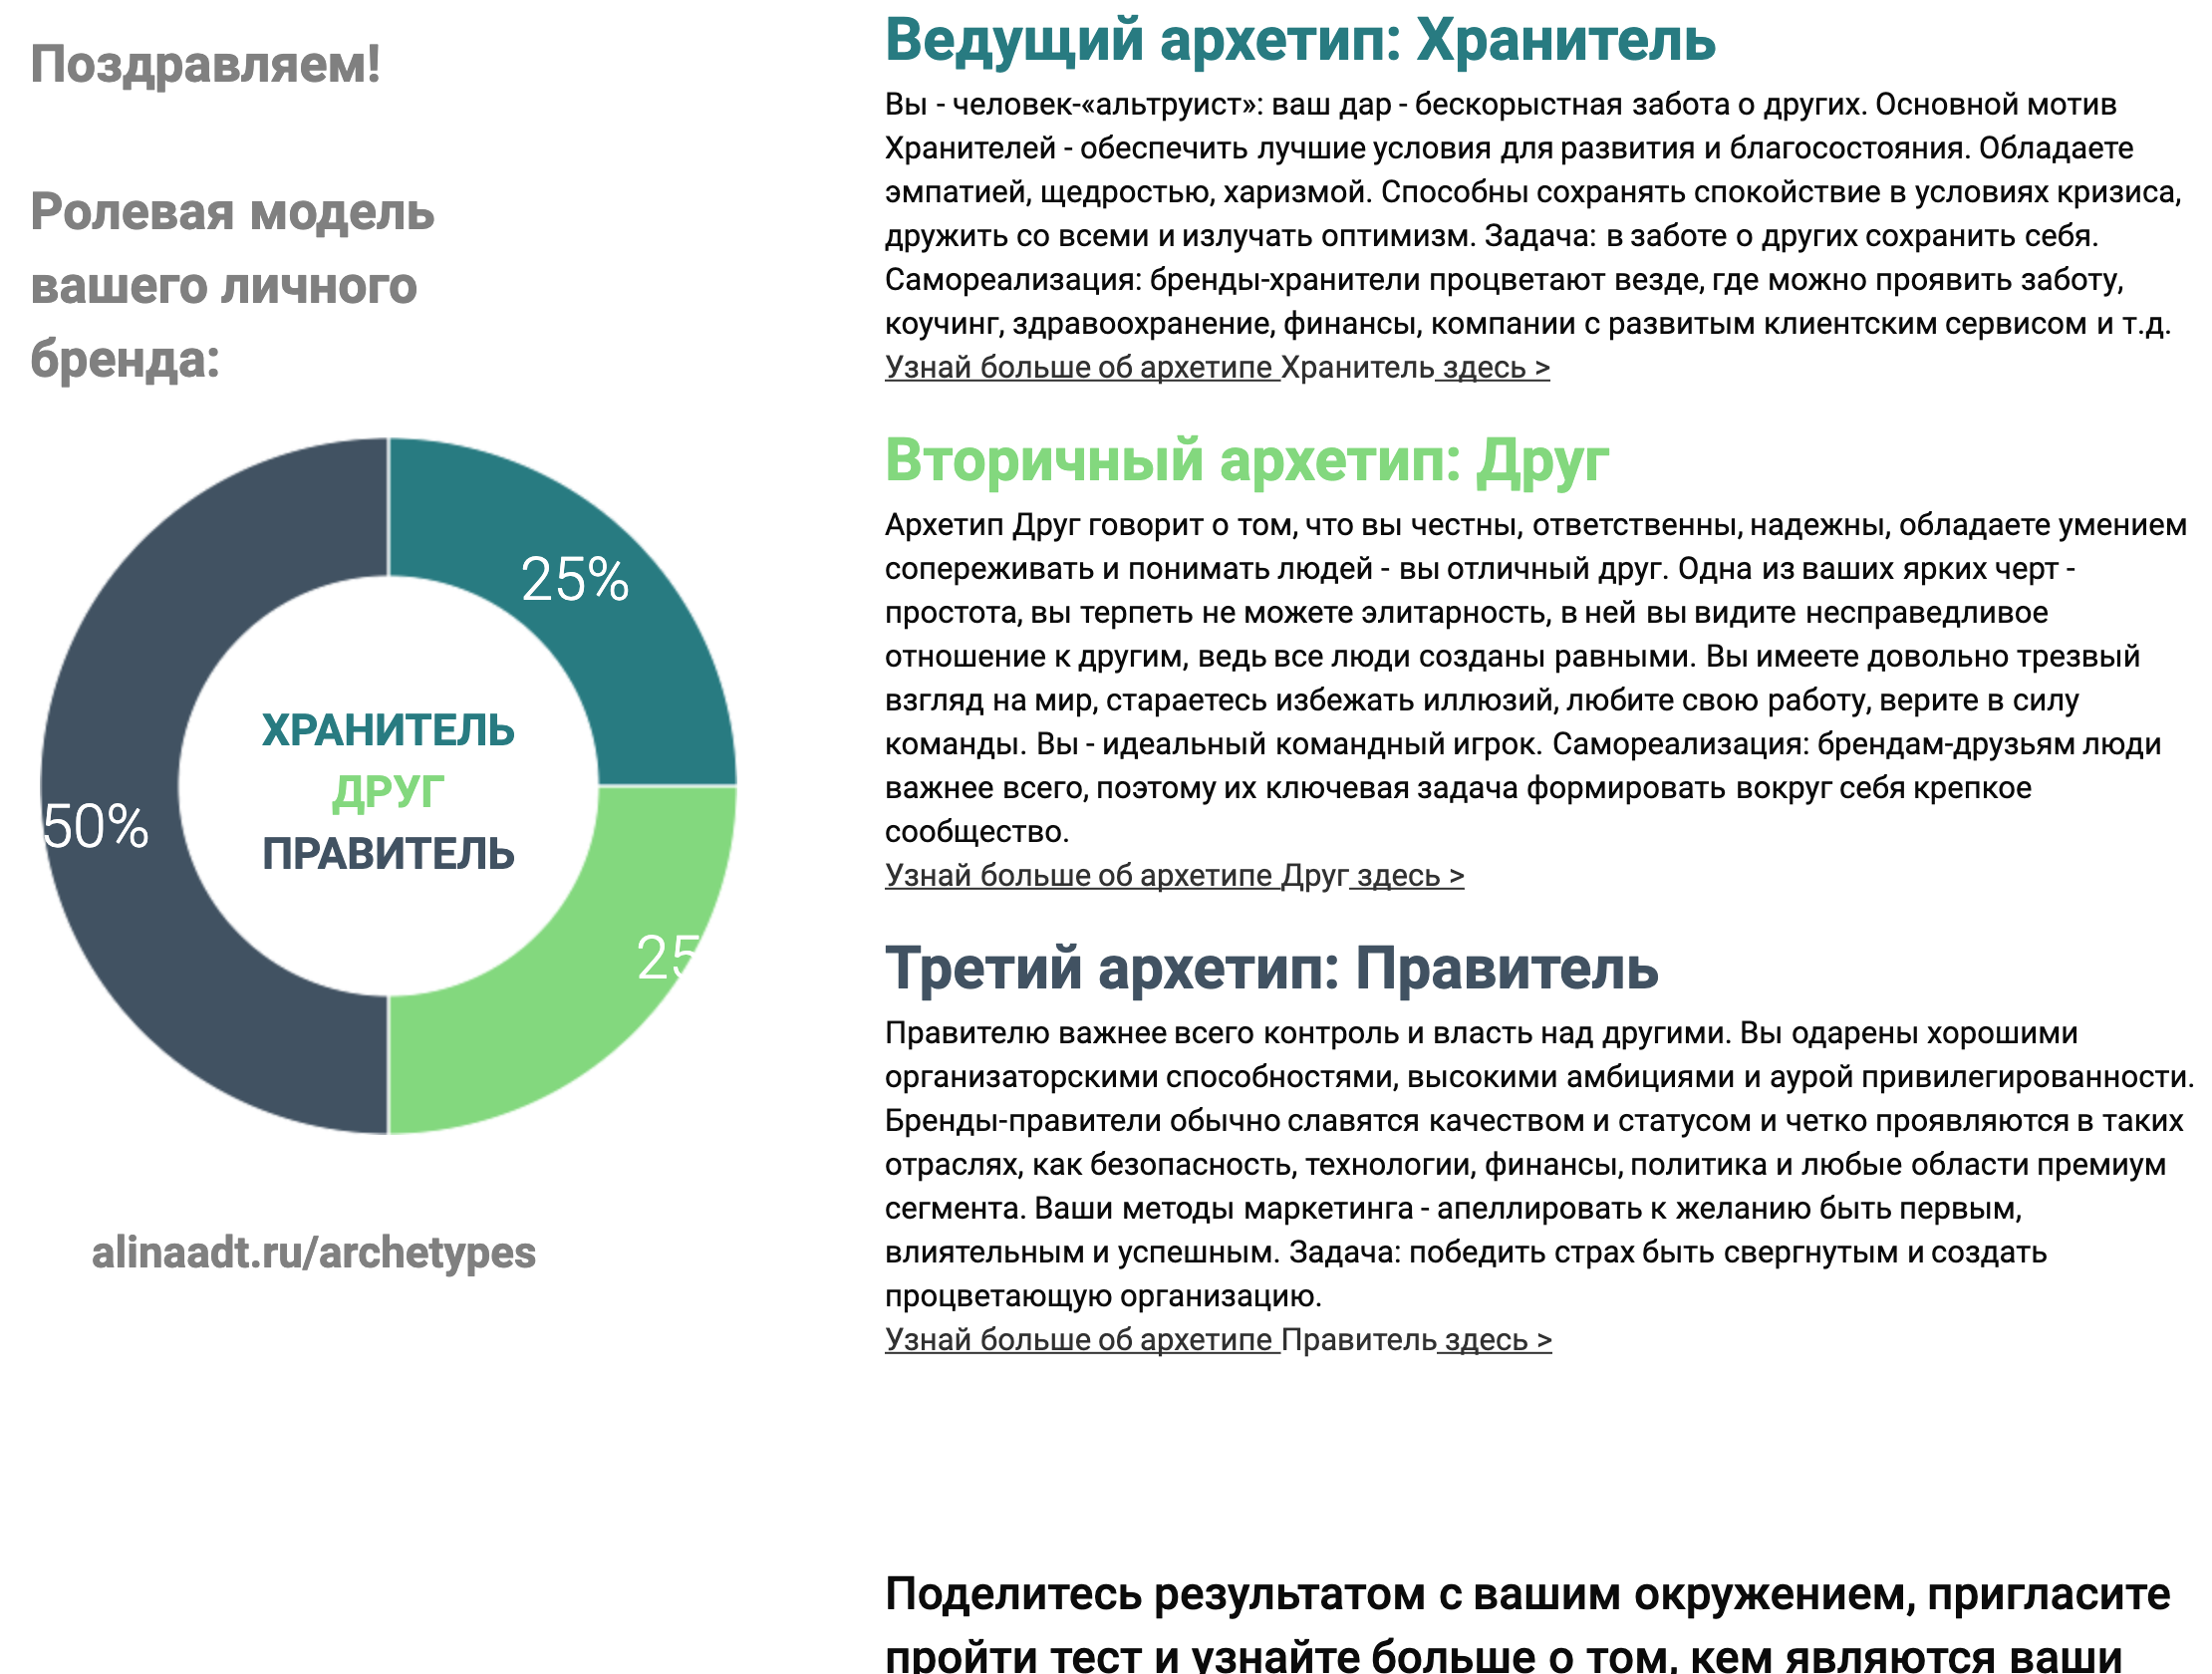 Поздравляем!
Ролевая модель
вашего личного
бренда:
25%
50%
25
ХРАНИТЕЛЬ
ДРУГ
ПРАВИТЕЛЬ
alinaadt.ru/archetypes
Ведущий архетип: Хранитель
Вы - человек-«альтруист»: ваш дар - бескорыстная забота о других. Основной мотив
Хранителей - обеспечить лучшие условия для развития и благосостояния. Обладаете
эмпатией, щедростью, харизмой. Способны сохранять спокойствие в условиях кризиса,
дружить со всеми и излучать оптимизм. Задача: в заботе о других сохранить себя.
Самореализация: бренды-хранители процветают везде, где можно проявить заботу,
коучинг, здравоохранение, финансы, компании с развитым клиентским сервисом и т.д.
Узнай больше об архетипе Хранитель здесь >
Вторичный архетип: Друг
Архетип Друг говорит о том, что вы честны, ответственны, надежны, обладаете умением
сопереживать и понимать людей - вы отличный друг. Одна из ваших ярких черт -
простота, вы терпеть не можете элитарность, в ней вы видите несправедливое
отношение к другим, ведь все люди созданы равными. Вы имеете довольно трезвый
взгляд на мир, стараетесь избежать иллюзий, любите свою работу, верите в силу
команды. Вы - идеальный командный игрок. Самореализация: брендам-друзьям люди
важнее всего, поэтому их ключевая задача формировать вокруг себя крепкое
сообщество.
Узнай больше об архетипе Друг здесь >
Третий архетип: Правитель
Правителю важнее всего контроль и власть над другими. Вы одарены хорошими
организаторскими способностями, высокими амбициями и аурой привилегированности.
Бренды-правители обычно славятся качеством и статусом и четко проявляются в таких
отраслях, как безопасность, технологии, финансы, политика и любые области премиум
сегмента. Ваши методы маркетинга - апеллировать к желанию быть первым,
влиятельным и успешным. Задача: победить страх быть свергнутым и создать
процветающую организацию.
Узнай больше об архетипе Правитель здесь >
Поделитесь результатом с вашим окружением, пригласите
пройти тест и узнайте больше о том, кем являются ваши